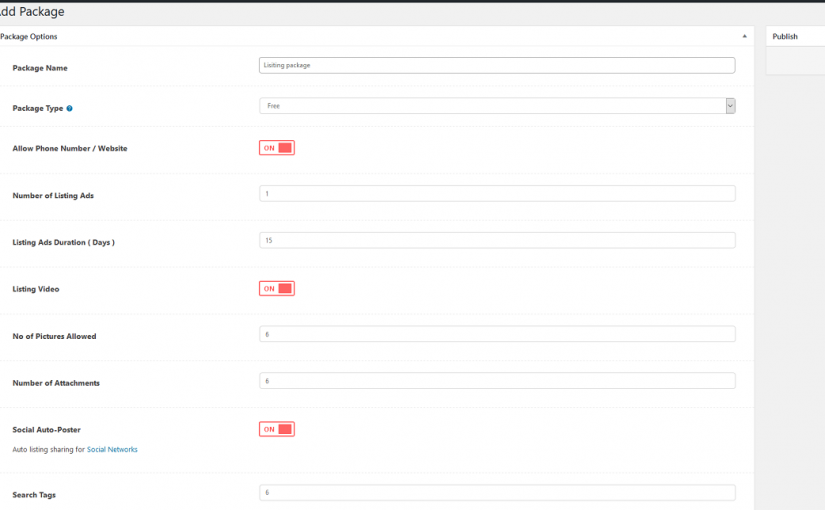 dd Package
Package Options
Publish
Package Name
Lisiting package
Package Type
Free
Allow Phone Number / Website
ON
Number of Listing Ads
1
Listing Ads Duration ( Days )
15
Listing Video
ON
No of Pictures Allowed
Number of Attachments
6
Social Auto-Poster
ON
Auto listing sharing for Social Networks
Search Tags
6